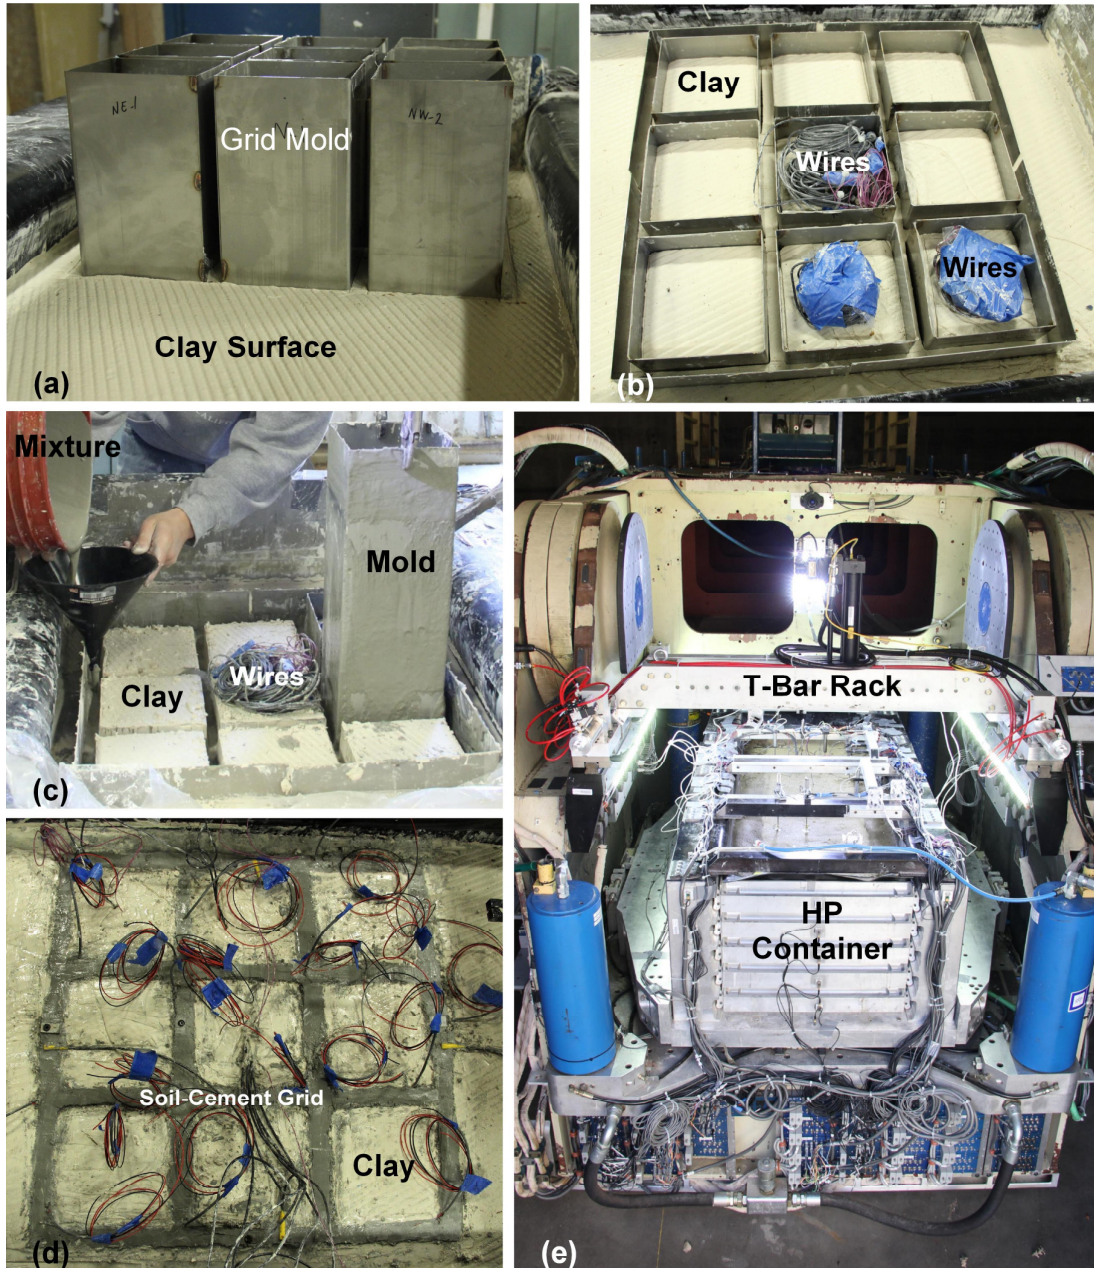 NE-1
N
NW-2
Grid Mold
Clay Surface
(a)
Clay
Wires
Wires
(b)
Mixture
Mold
Wires
Clay
(c)
Soil-Cement Grid
Clay
(d)
T-Bar Rack
HP
Container
(e)